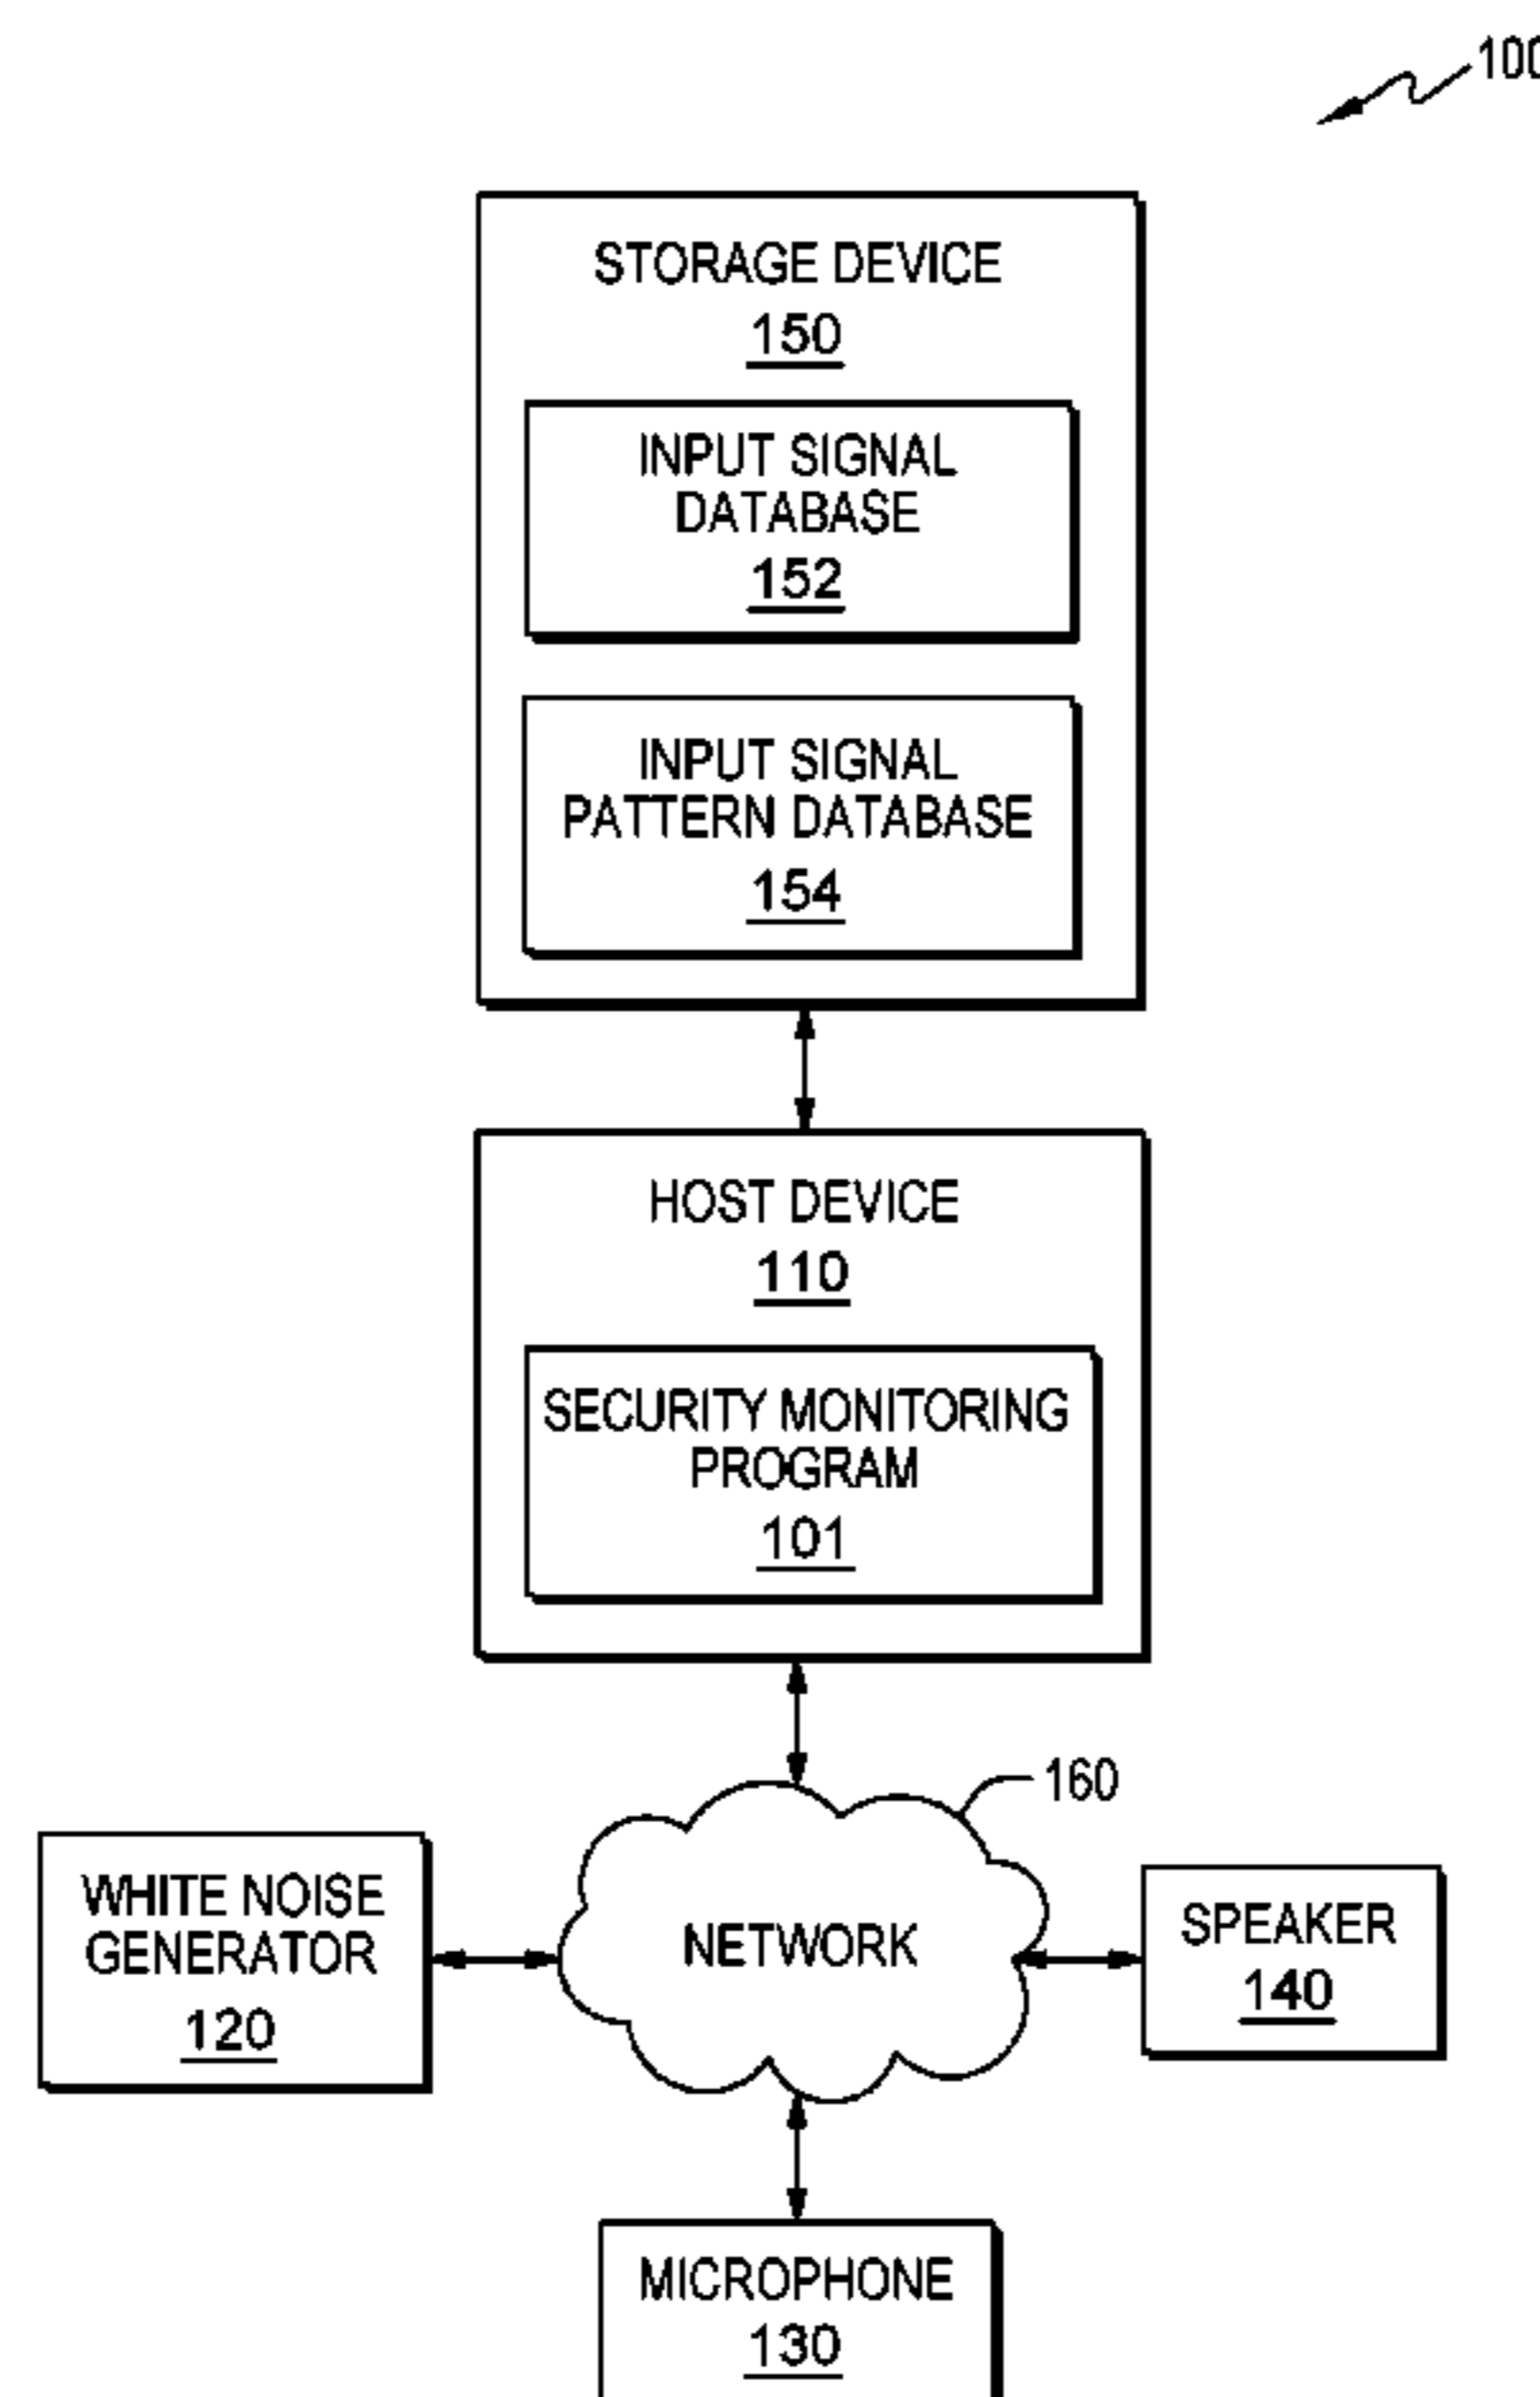 100
STORAGE DEVICE
150
INPUT SIGNAL
DATABASE
152
INPUT SIGNAL
PATTERN DATABASE
154
HOST DEVICE
110
SECURITY MONITORING
PROGRAM
101
160
WHITE NOISE
GENERATOR
120
NETWORK
SPEAKER
140
MICROPHONE
130